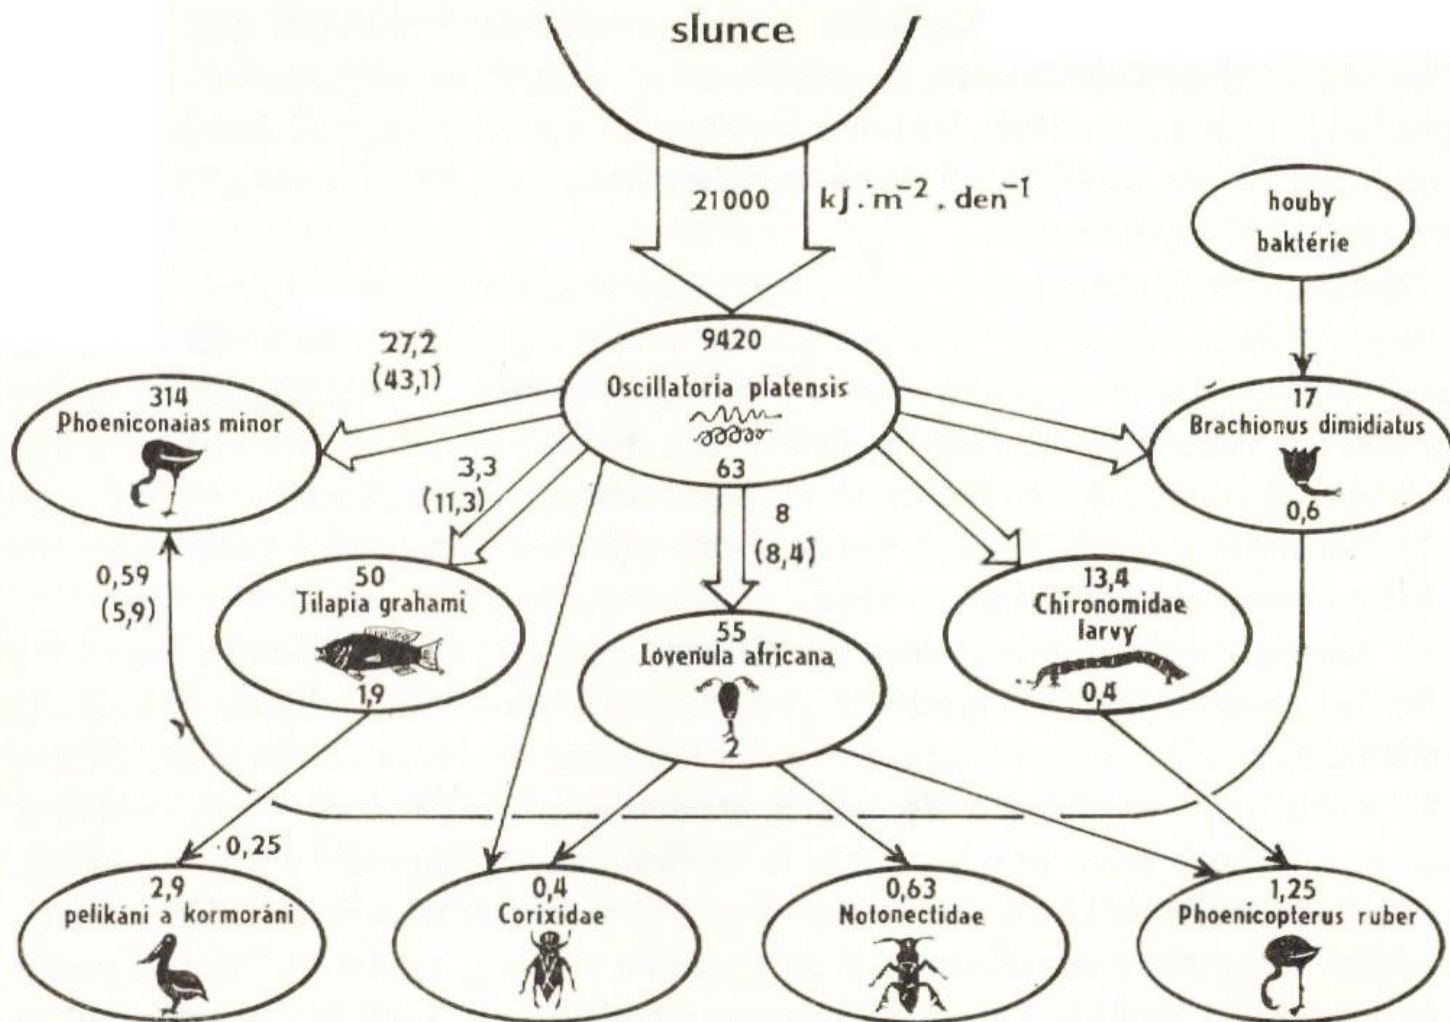 slunce
21000
kJ . m⁻² . den⁻¹
houby
baktérie
9420
Oscillatoria platensis
63
27,2
(43,1)
314
Phoeniconaias minor
17
Brachionus dimidiatus
0,6
3,3
(11,3)
8
(8,4)
0,59
(5,9)
50
Tilapia grahami
1,9
55
Lovenula africana
2
13,4
Chironomidae
larvy
0,4
0,25
2,9
pelikáni a kormoráni
0,4
Corixidae
0,63
Notonectidae
1,25
Phoenicopterus ruber